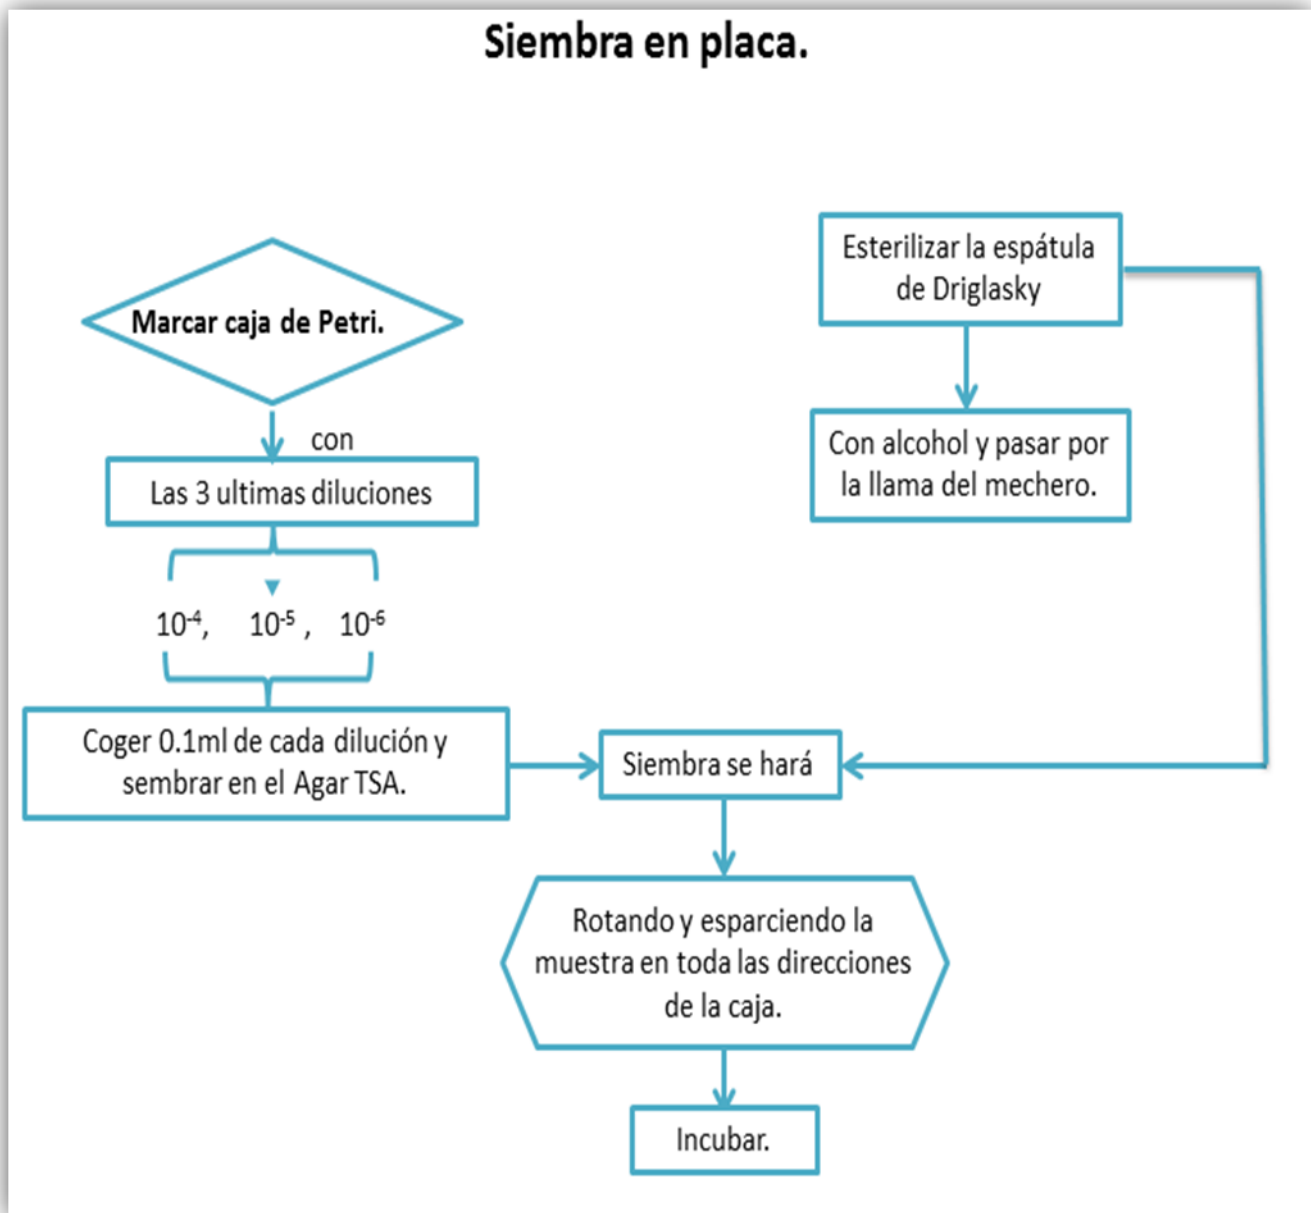 Siembra en placa.
Marcar caja de Petri.
con
Las 3 ultimas diluciones
10⁻⁴, 10⁻⁵ , 10⁻⁶
Coger 0.1ml de cada dilución y
sembrar en el Agar TSA.
Esterilizar la espátula
de Driglasky
Con alcohol y pasar por
la llama del mechero.
Siembra se hará
Rotando y esparciendo la
muestra en toda las direcciones
de la caja.
Incubar.